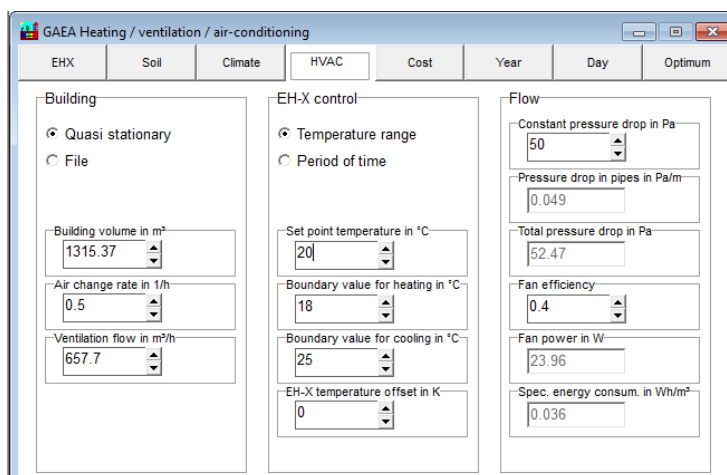 GAEA Heating / ventilation / air-conditioning
EHX Soil Climate HVAC Cost Year Day Optimum
Building
Quasi stationary
File
Building volume in m³
1315.37
Air change rate in 1/h
0.5
Ventilation flow in m³/h
657.7
EH-X control
Temperature range
Period of time
Set point temperature in °C
20
Boundary value for heating in °C
18
Boundary value for cooling in °C
25
EH-X temperature offset in K
0
Flow
Constant pressure drop in Pa
50
Pressure drop in pipes in Pa/m
0.049
Total pressure drop in Pa
52.47
Fan efficiency
0.4
Fan power in W
23.96
Spec. energy consum. in Wh/m³
0.036